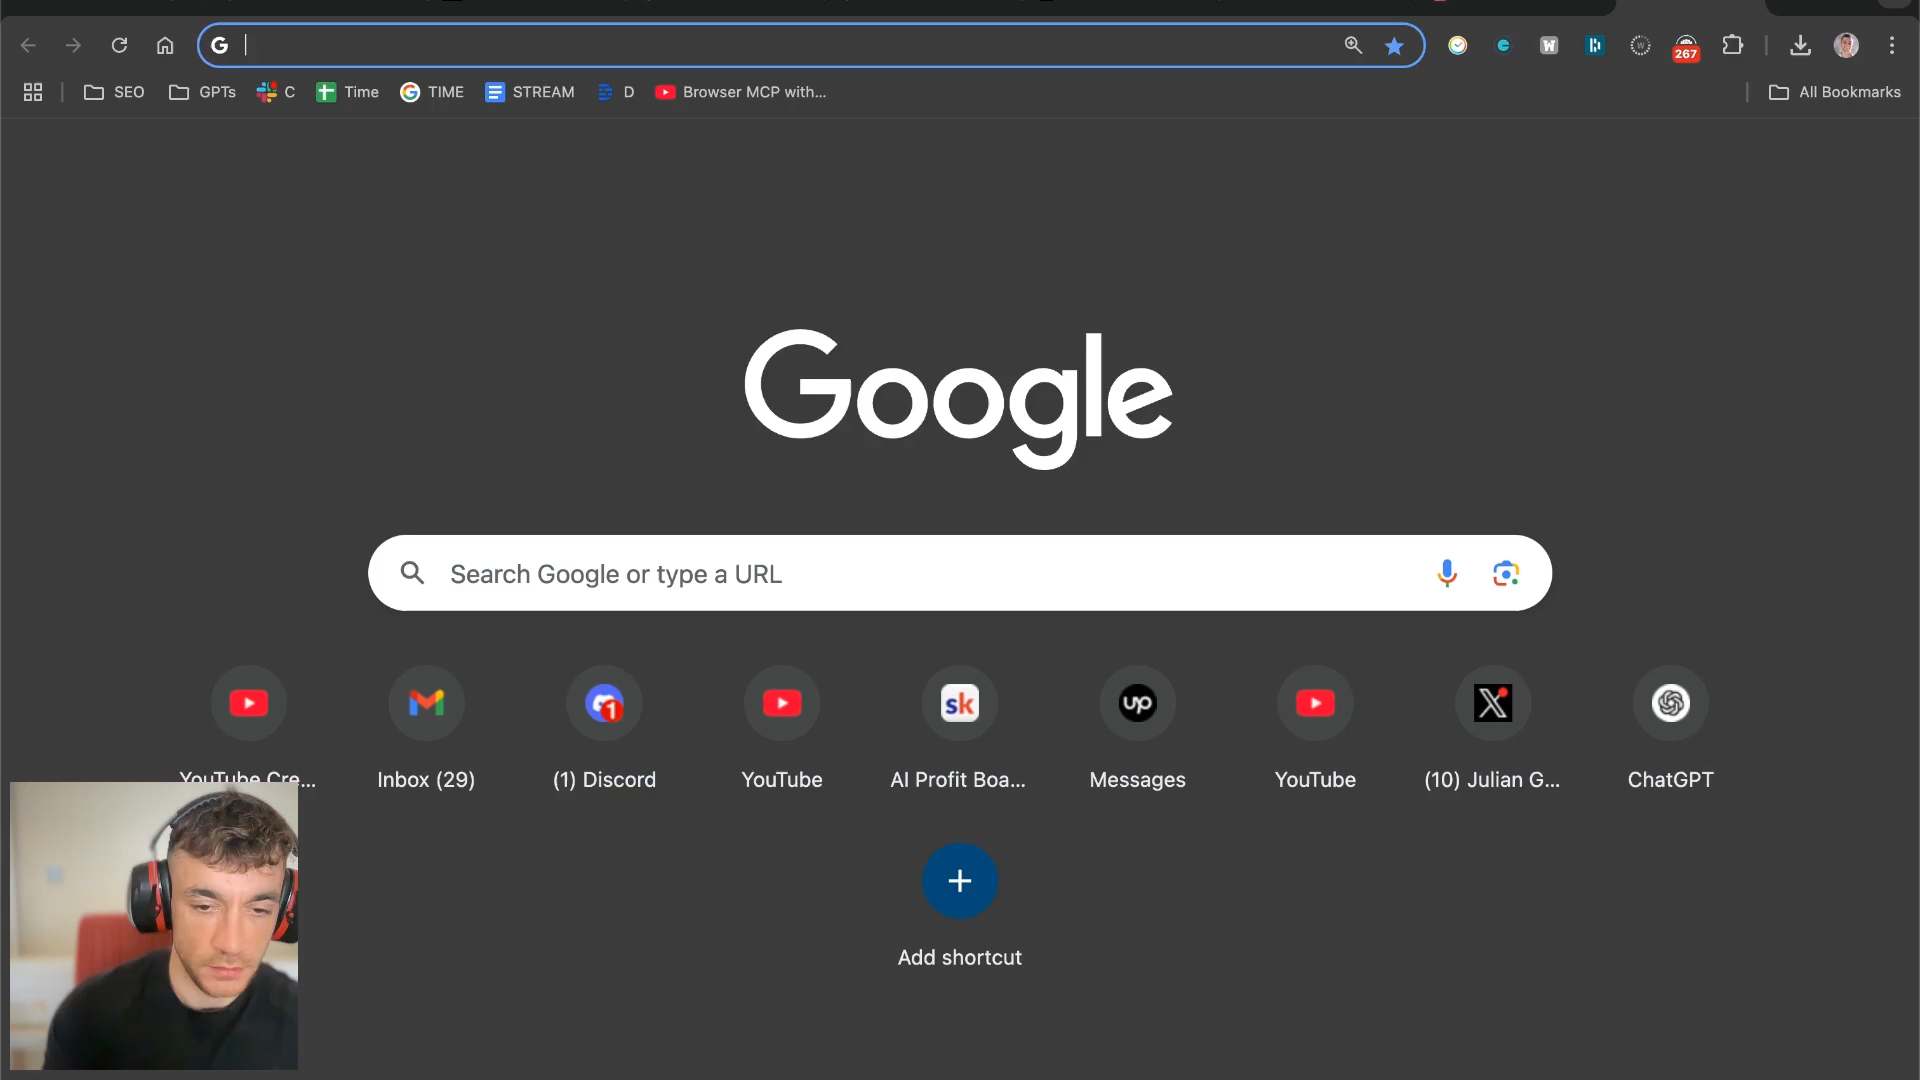 267
SEO
GPTs
C
Time
TIME
STREAM
D
Browser MCP with...
All Bookmarks
Google
Search Google or type a URL
YouTube Cre...
Inbox (29)
(1) Discord
YouTube
AI Profit Boa...
Messages
YouTube
(10) Julian G...
ChatGPT
Add shortcut